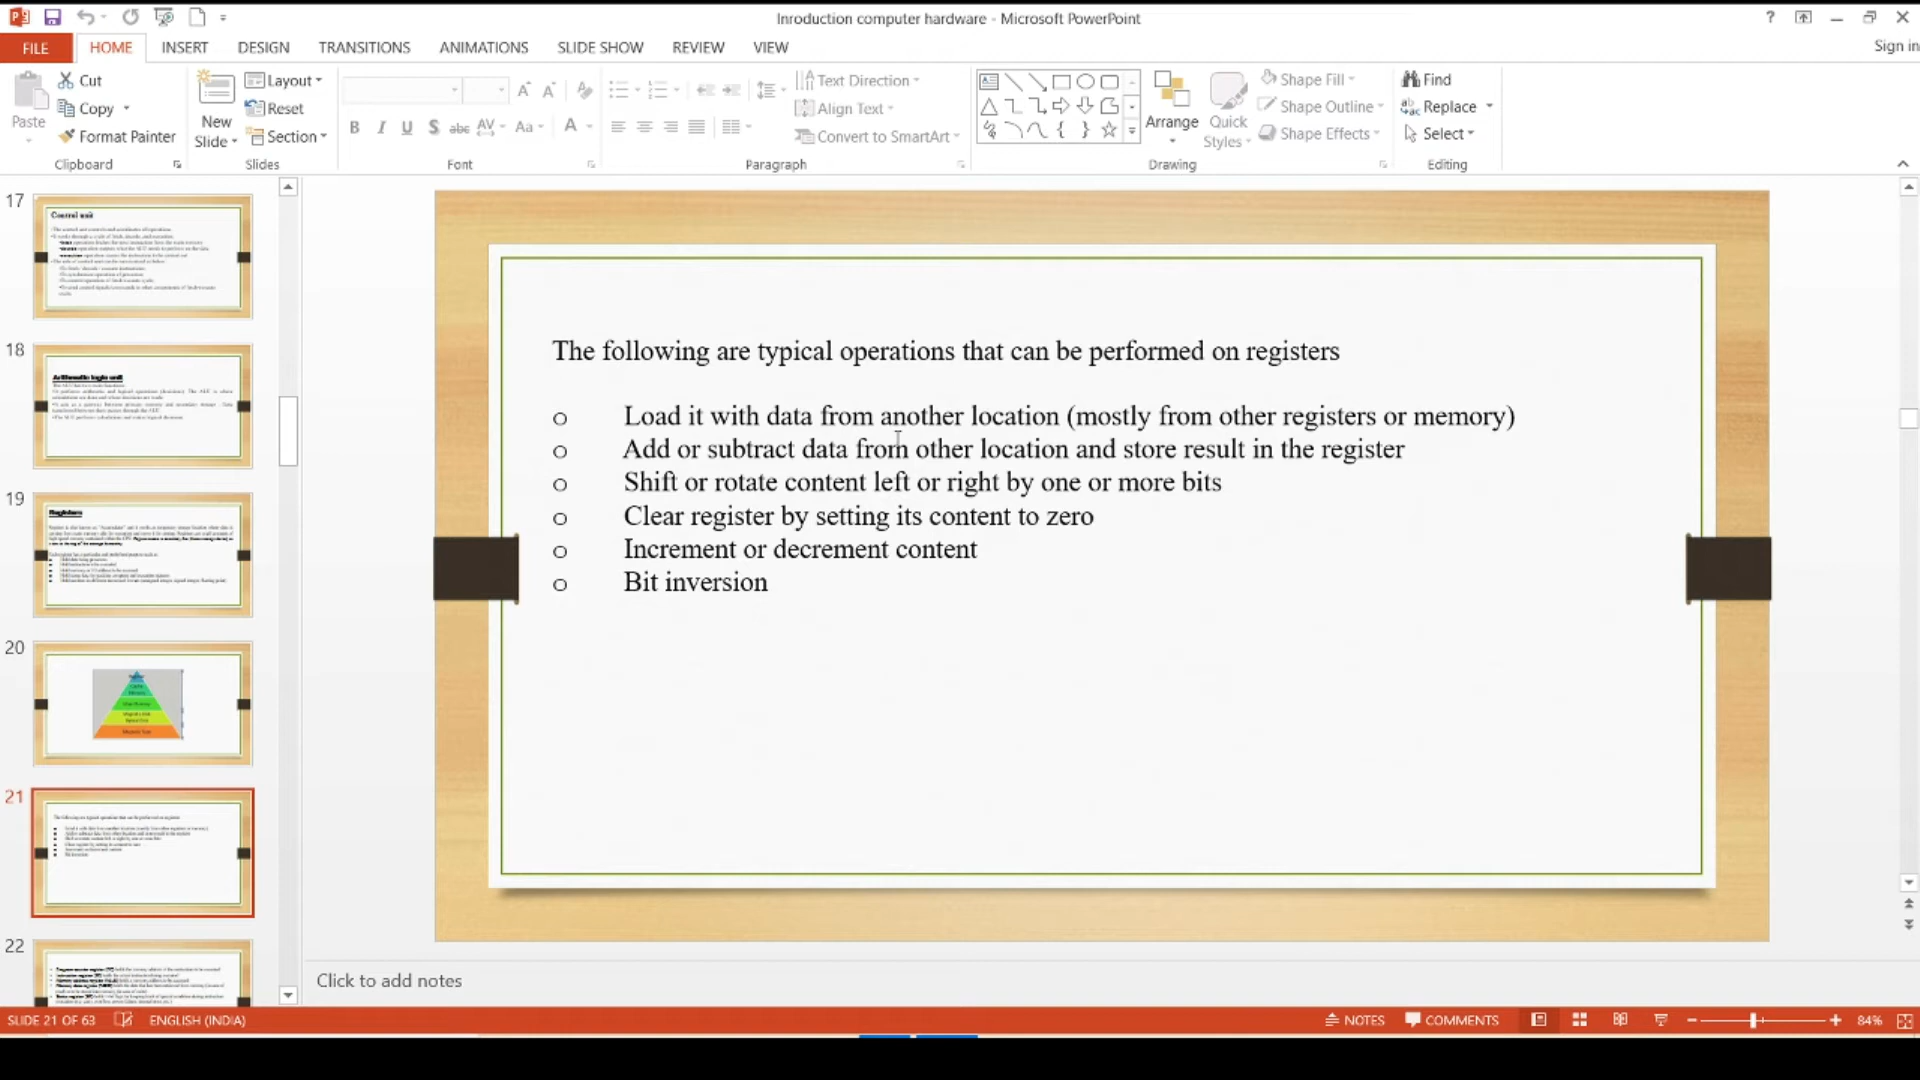 Inroduction computer hardware - Microsoft PowerPoint
FILE HOME INSERT DESIGN TRANSITIONS ANIMATIONS SLIDE SHOW REVIEW VIEW Sign in
Paste
Cut
Copy
Format Painter
Clipboard
New
Slide
Layout
Reset
Section
Slides
Font
Text Direction
Align Text
Convert to SmartArt
Paragraph
Arrange
Quick
Styles
Shape Fill
Shape Outline
Shape Effects
Drawing
Find
Replace
Select
Editing
17
Control unit
18
Arithmetic logic unit
19
Registers
20
21
22
The following are typical operations that can be performed on registers
o Load it with data from another location (mostly from other registers or memory)
o Add or subtract data from other location and store result in the register
o Shift or rotate content left or right by one or more bits
o Clear register by setting its content to zero
o Increment or decrement content
o Bit inversion
Click to add notes
SLIDE 21 OF 63 ENGLISH (INDIA) NOTES COMMENTS 84%